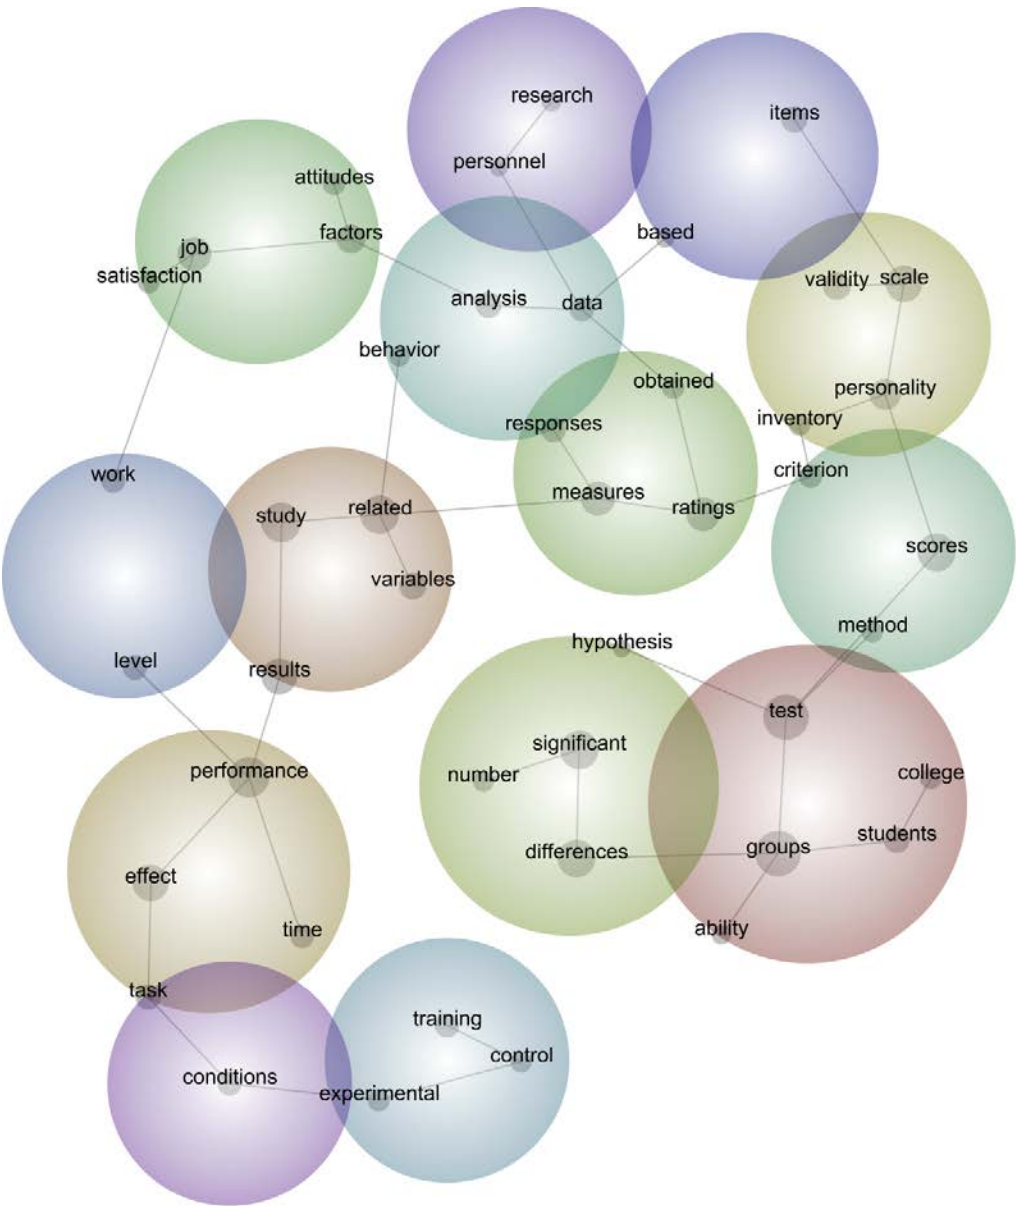 research
items
personnel
attitudes
factors
based
job
satisfaction
validity
scale
analysis
data
behavior
obtained
personality
inventory
responses
work
criterion
measures
study
related
ratings
scores
variables
method
hypothesis
level
results
test
significant
performance
number
college
students
differences
groups
effect
time
ability
task
training
control
conditions
experimental